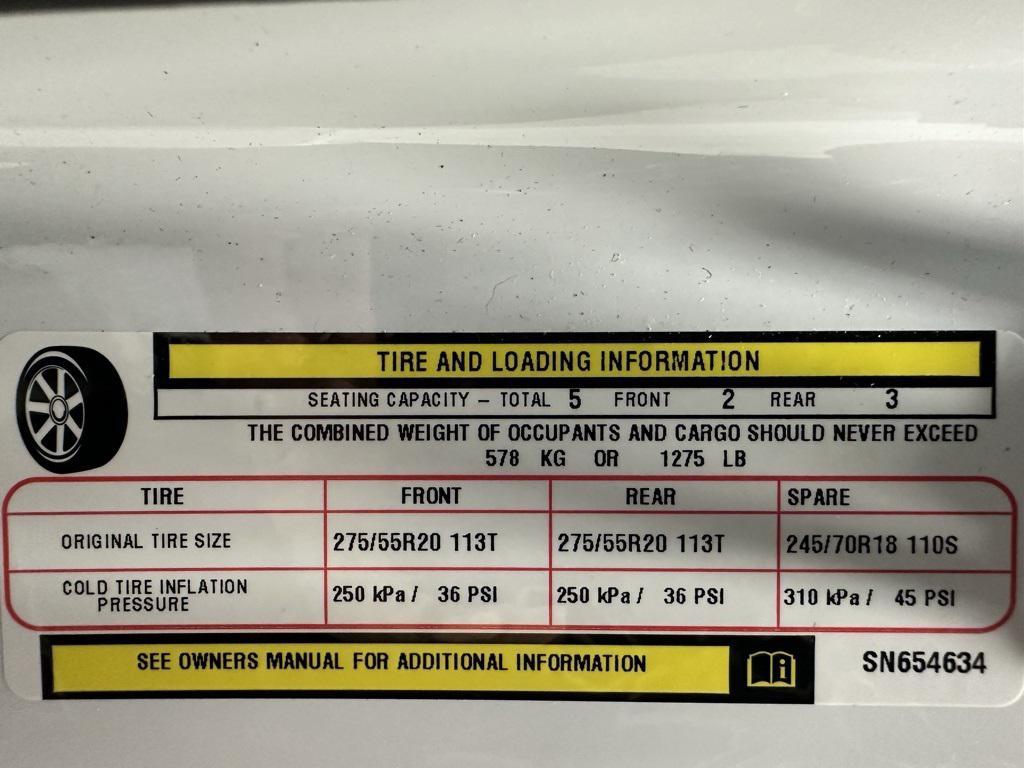 TIRE AND LOADING INFORMATION
SEATING CAPACITY – TOTAL 5 FRONT 2 REAR 3
THE COMBINED WEIGHT OF OCCUPANTS AND CARGO SHOULD NEVER EXCEED
578 KG OR 1275 LB
TIRE FRONT REAR SPARE
ORIGINAL TIRE SIZE 275/55R20 113T 275/55R20 113T 245/70R18 110S
COLD TIRE INFLATION
PRESSURE 250 kPa / 36 PSI 250 kPa / 36 PSI 310 kPa / 45 PSI
SEE OWNERS MANUAL FOR ADDITIONAL INFORMATION
SN654634